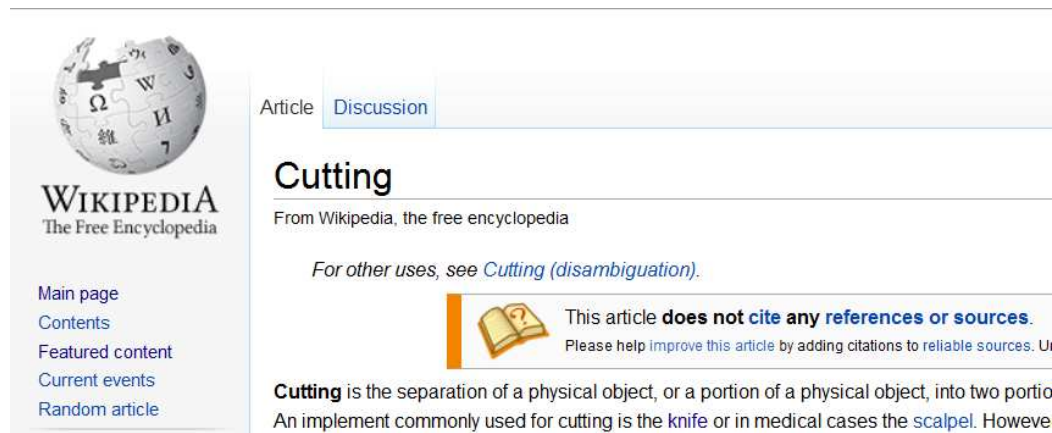 WIKIPEDIA
The Free Encyclopedia
Main page
Contents
Featured content
Current events
Random article
Article Discussion
Cutting
From Wikipedia, the free encyclopedia
For other uses, see Cutting (disambiguation).
This article does not cite any references or sources.
Please help improve this article by adding citations to reliable sources.
Cutting is the separation of a physical object, or a portion of a physical object, into two
An implement commonly used for cutting is the knife or in medical cases the scalpel.